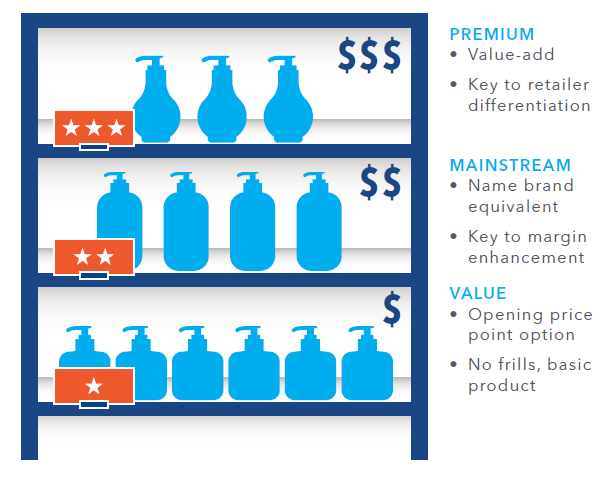 $$$
PREMIUM
• Value-add
• Key to retailer
differentiation
$$
MAINSTREAM
• Name brand
equivalent
• Key to margin
enhancement
$
VALUE
• Opening price
point option
• No frills, basic
product